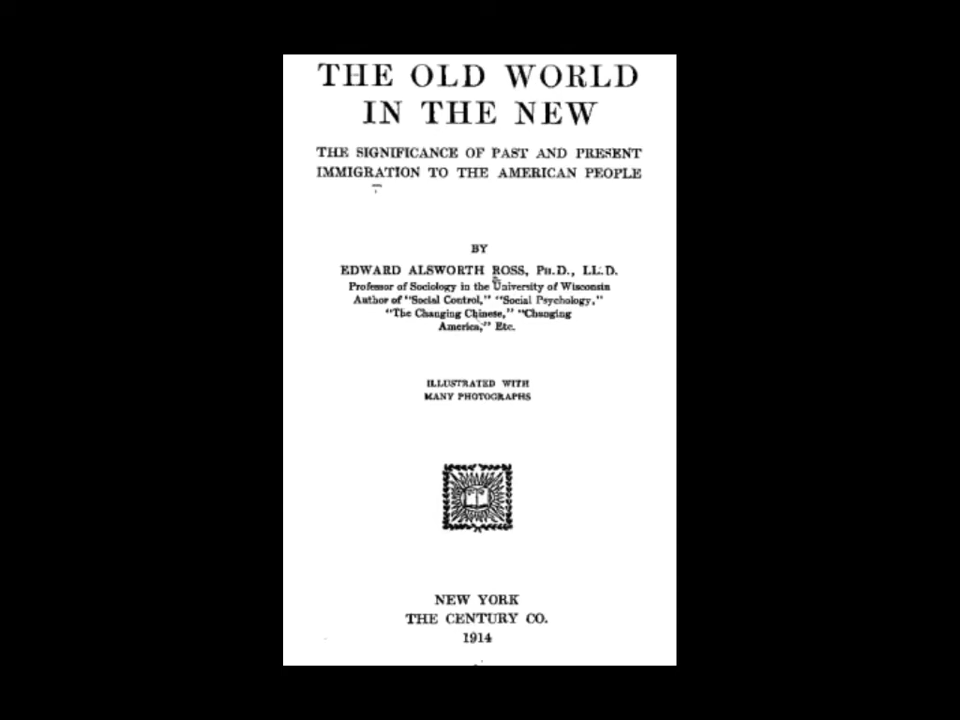 THE OLD WORLD
IN THE NEW
THE SIGNIFICANCE OF PAST AND PRESENT
IMMIGRATION TO THE AMERICAN PEOPLE
BY
EDWARD ALSWORTH ROSS, PH.D., LL.D.
Professor of Sociology in the University of Wisconsin
Author of "Social Control," "Social Psychology,"
"The Changing Chinese," "Changing
America," Etc.
ILLUSTRATED WITH
MANY PHOTOGRAPHS
NEW YORK
THE CENTURY CO.
1914